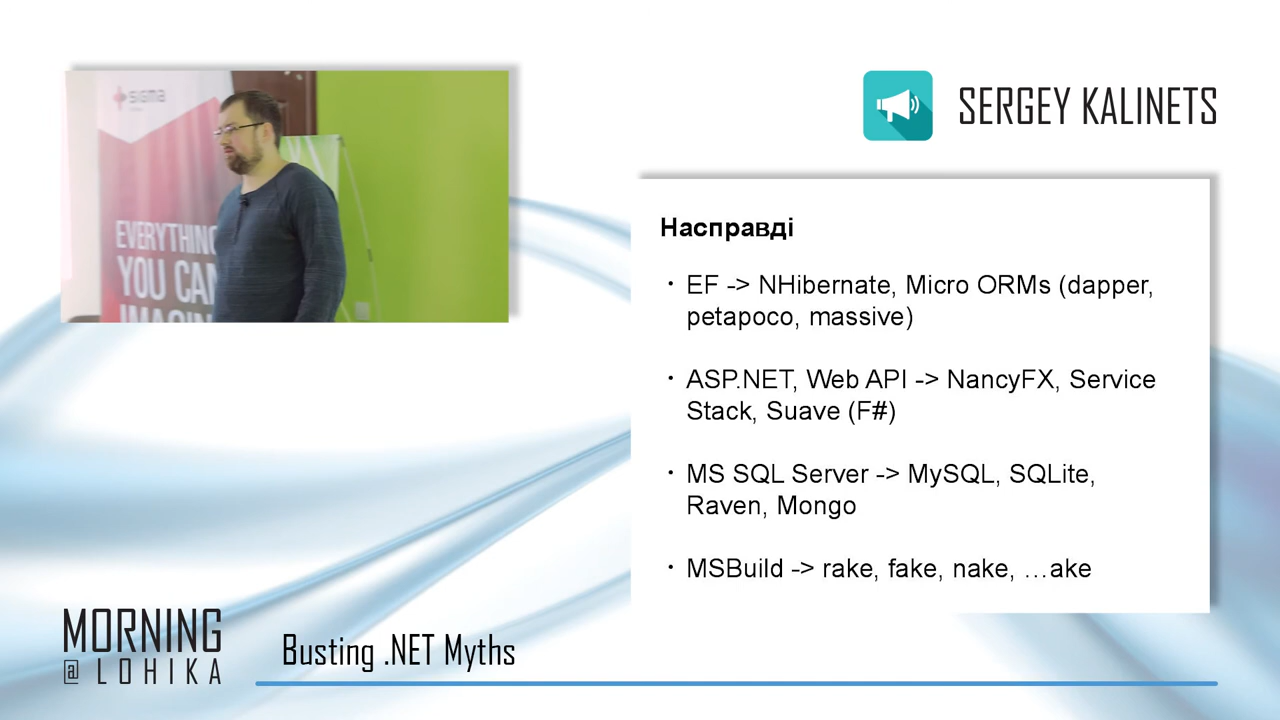 sigma
EVERYTHING
YOU CAN
IMAGIN
SERGEY KALINETS
Насправді
· EF -> NHibernate, Micro ORMs (dapper,
petapoco, massive)
· ASP.NET, Web API -> NancyFX, Service
Stack, Suave (F#)
· MS SQL Server -> MySQL, SQLite,
Raven, Mongo
· MSBuild -> rake, fake, nake, …ake
MORNING
@ LOHIKA
Busting .NET Myths